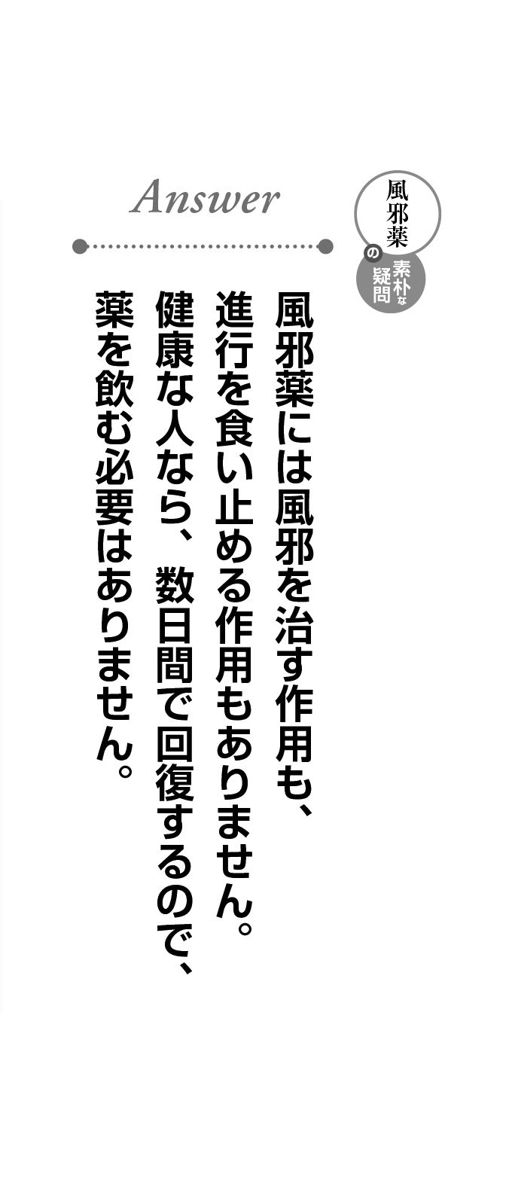 風邪薬
の
素朴な
疑問
Answer
風邪薬には風邪を治す作用も、
進行を食い止める作用もありません。
健康な人なら、数日間で回復するので、
薬を飲む必要はありません。